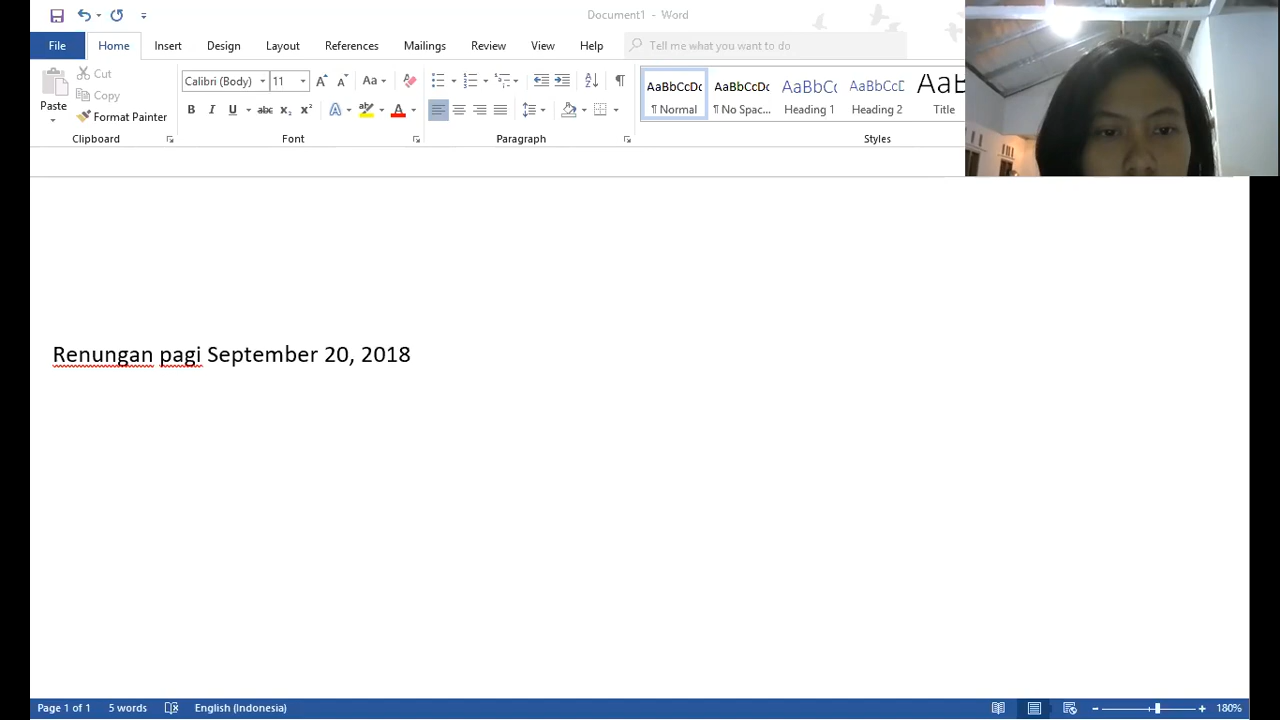 Document1 - Word
File Home Insert Design Layout References Mailings Review View Help Tell me what you want to do
Paste
Cut
Copy
Format Painter
Clipboard
Calibri (Body) 11
Font
Paragraph
AaBbCcDc AaBbCcDc AaBbCc AaBbCcD AaB
¶ Normal ¶ No Spac... Heading 1 Heading 2 Title
Styles
Renungan pagi September 20, 2018
Page 1 of 1 5 words English (Indonesia) 180%